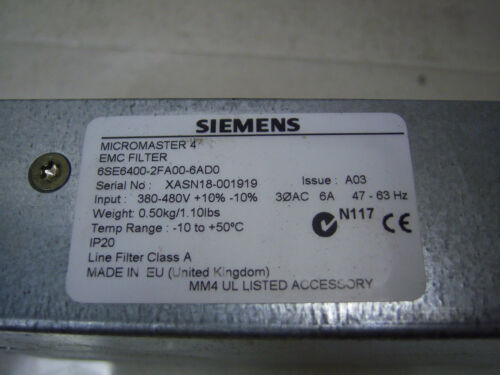 SIEMENS
MICROMASTER 4
EMC FILTER
6SE6400-2FA00-6AD0
Serial No : XASN18-001919 Issue : A03
Input : 380-480V +10% -10% 3ØAC 6A 47 - 63 Hz
Weight: 0.50kg/1.10lbs
Temp Range : -10 to +50ºC
N117 CE
IP20
Line Filter Class A
MADE IN EU (United Kingdom)
MM4 UL LISTED ACCESSORY